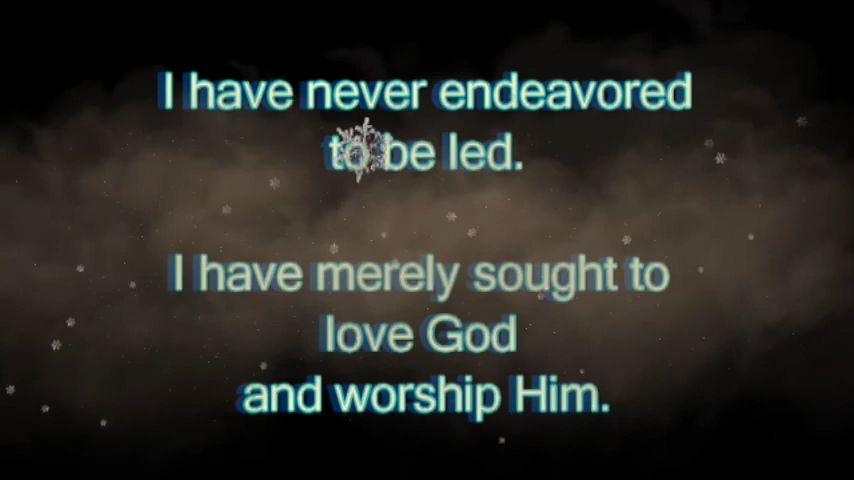 I have never endeavored
to be led.
I have merely sought to
love God
and worship Him.